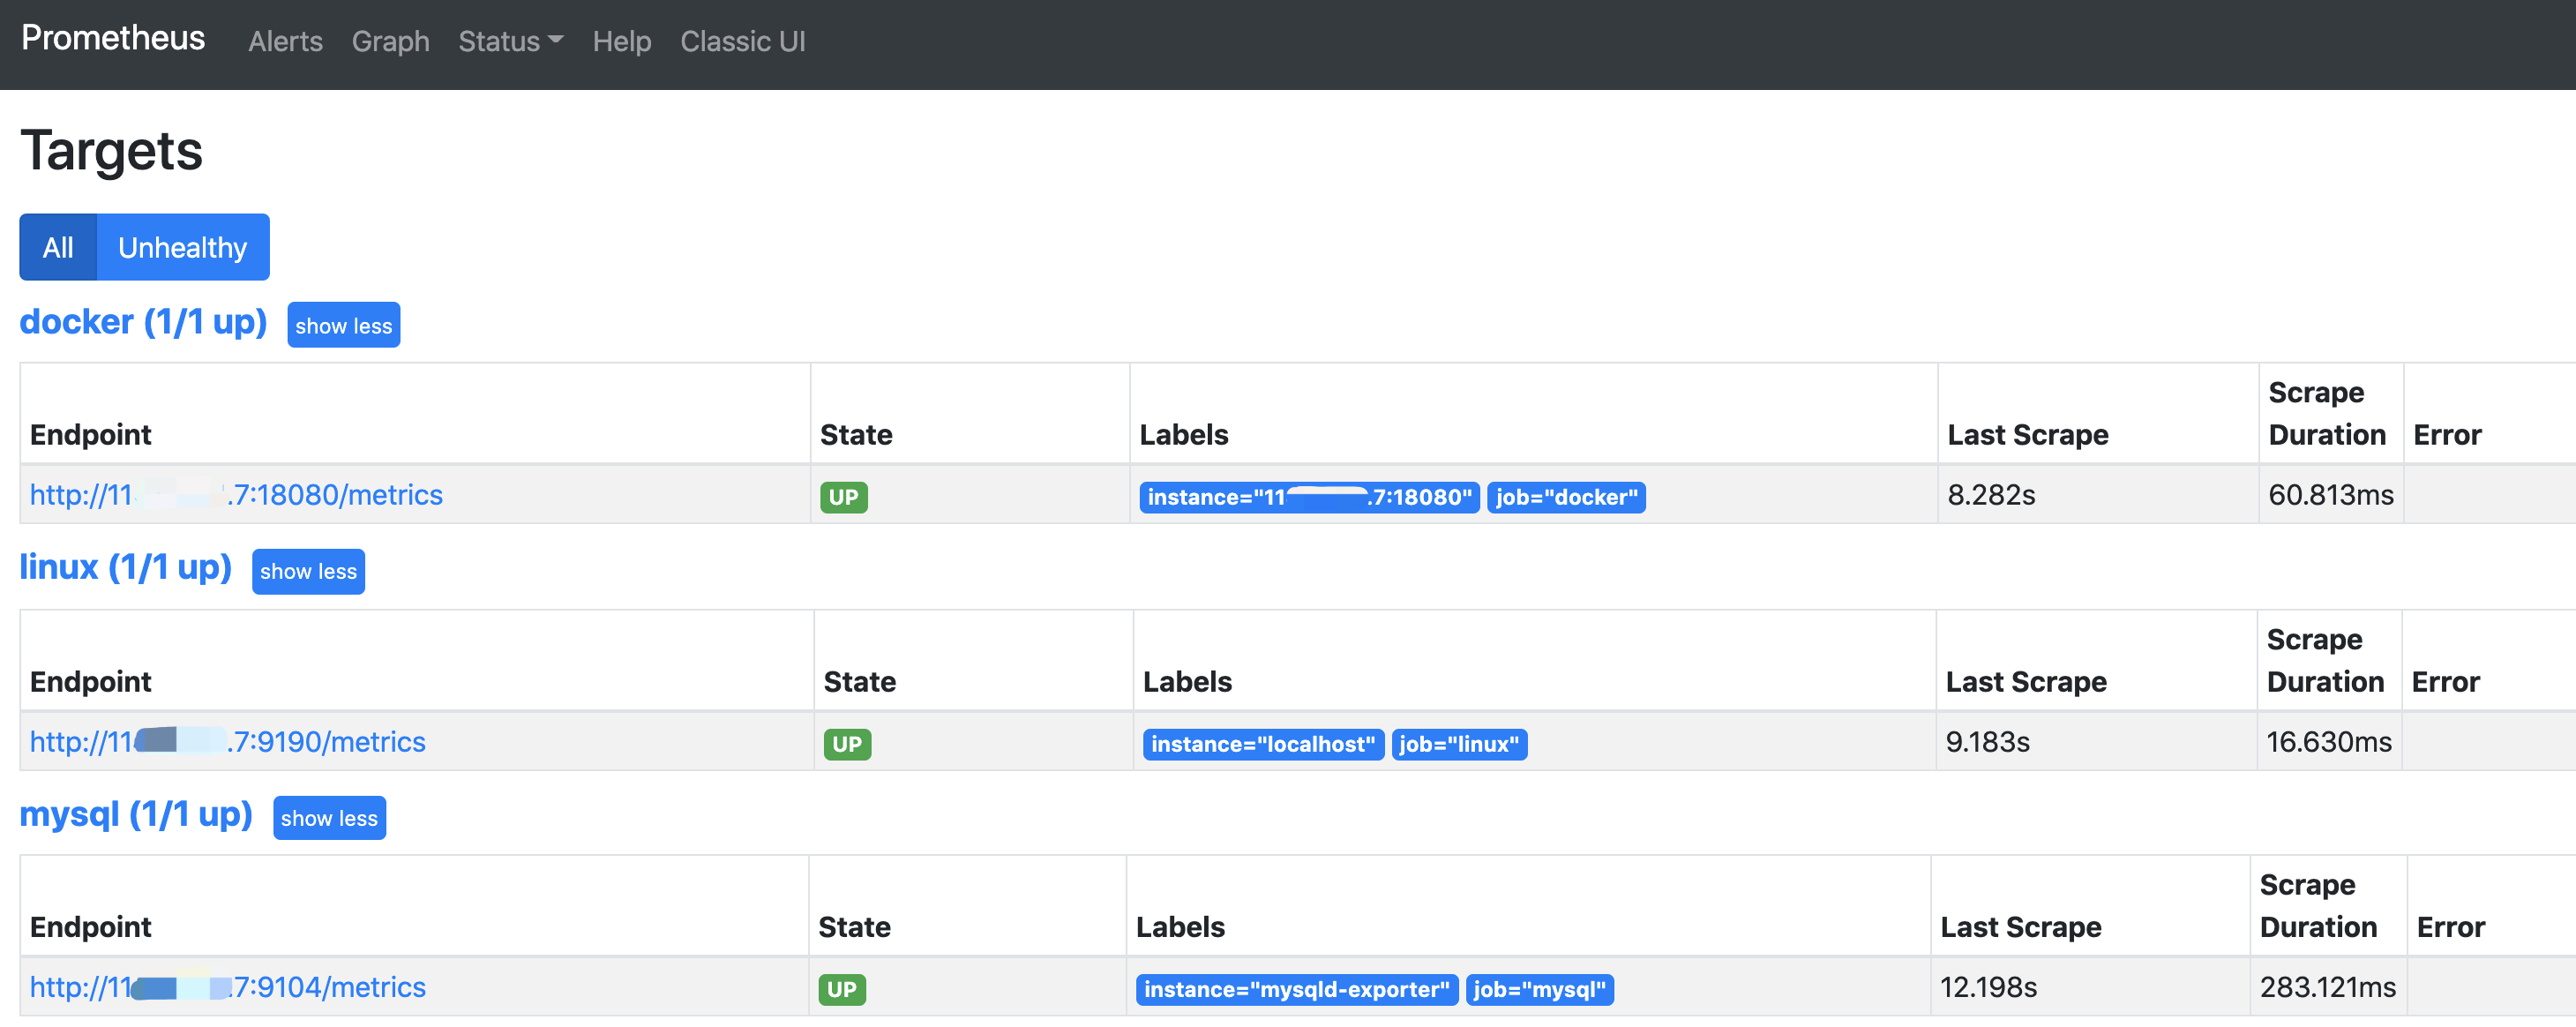 Prometheus Alerts Graph Status Help Classic UI
Targets
All Unhealthy
docker (1/1 up) show less
Endpoint State Labels Last Scrape Scrape Duration Error
http://11 .7:18080/metrics UP instance="11 .7:18080" job="docker" 8.282s 60.813ms
linux (1/1 up) show less
Endpoint State Labels Last Scrape Scrape Duration Error
http://11 .7:9190/metrics UP instance="localhost" job="linux" 9.183s 16.630ms
mysql (1/1 up) show less
Endpoint State Labels Last Scrape Scrape Duration Error
http://11 .7:9104/metrics UP instance="mysqld-exporter" job="mysql" 12.198s 283.121ms